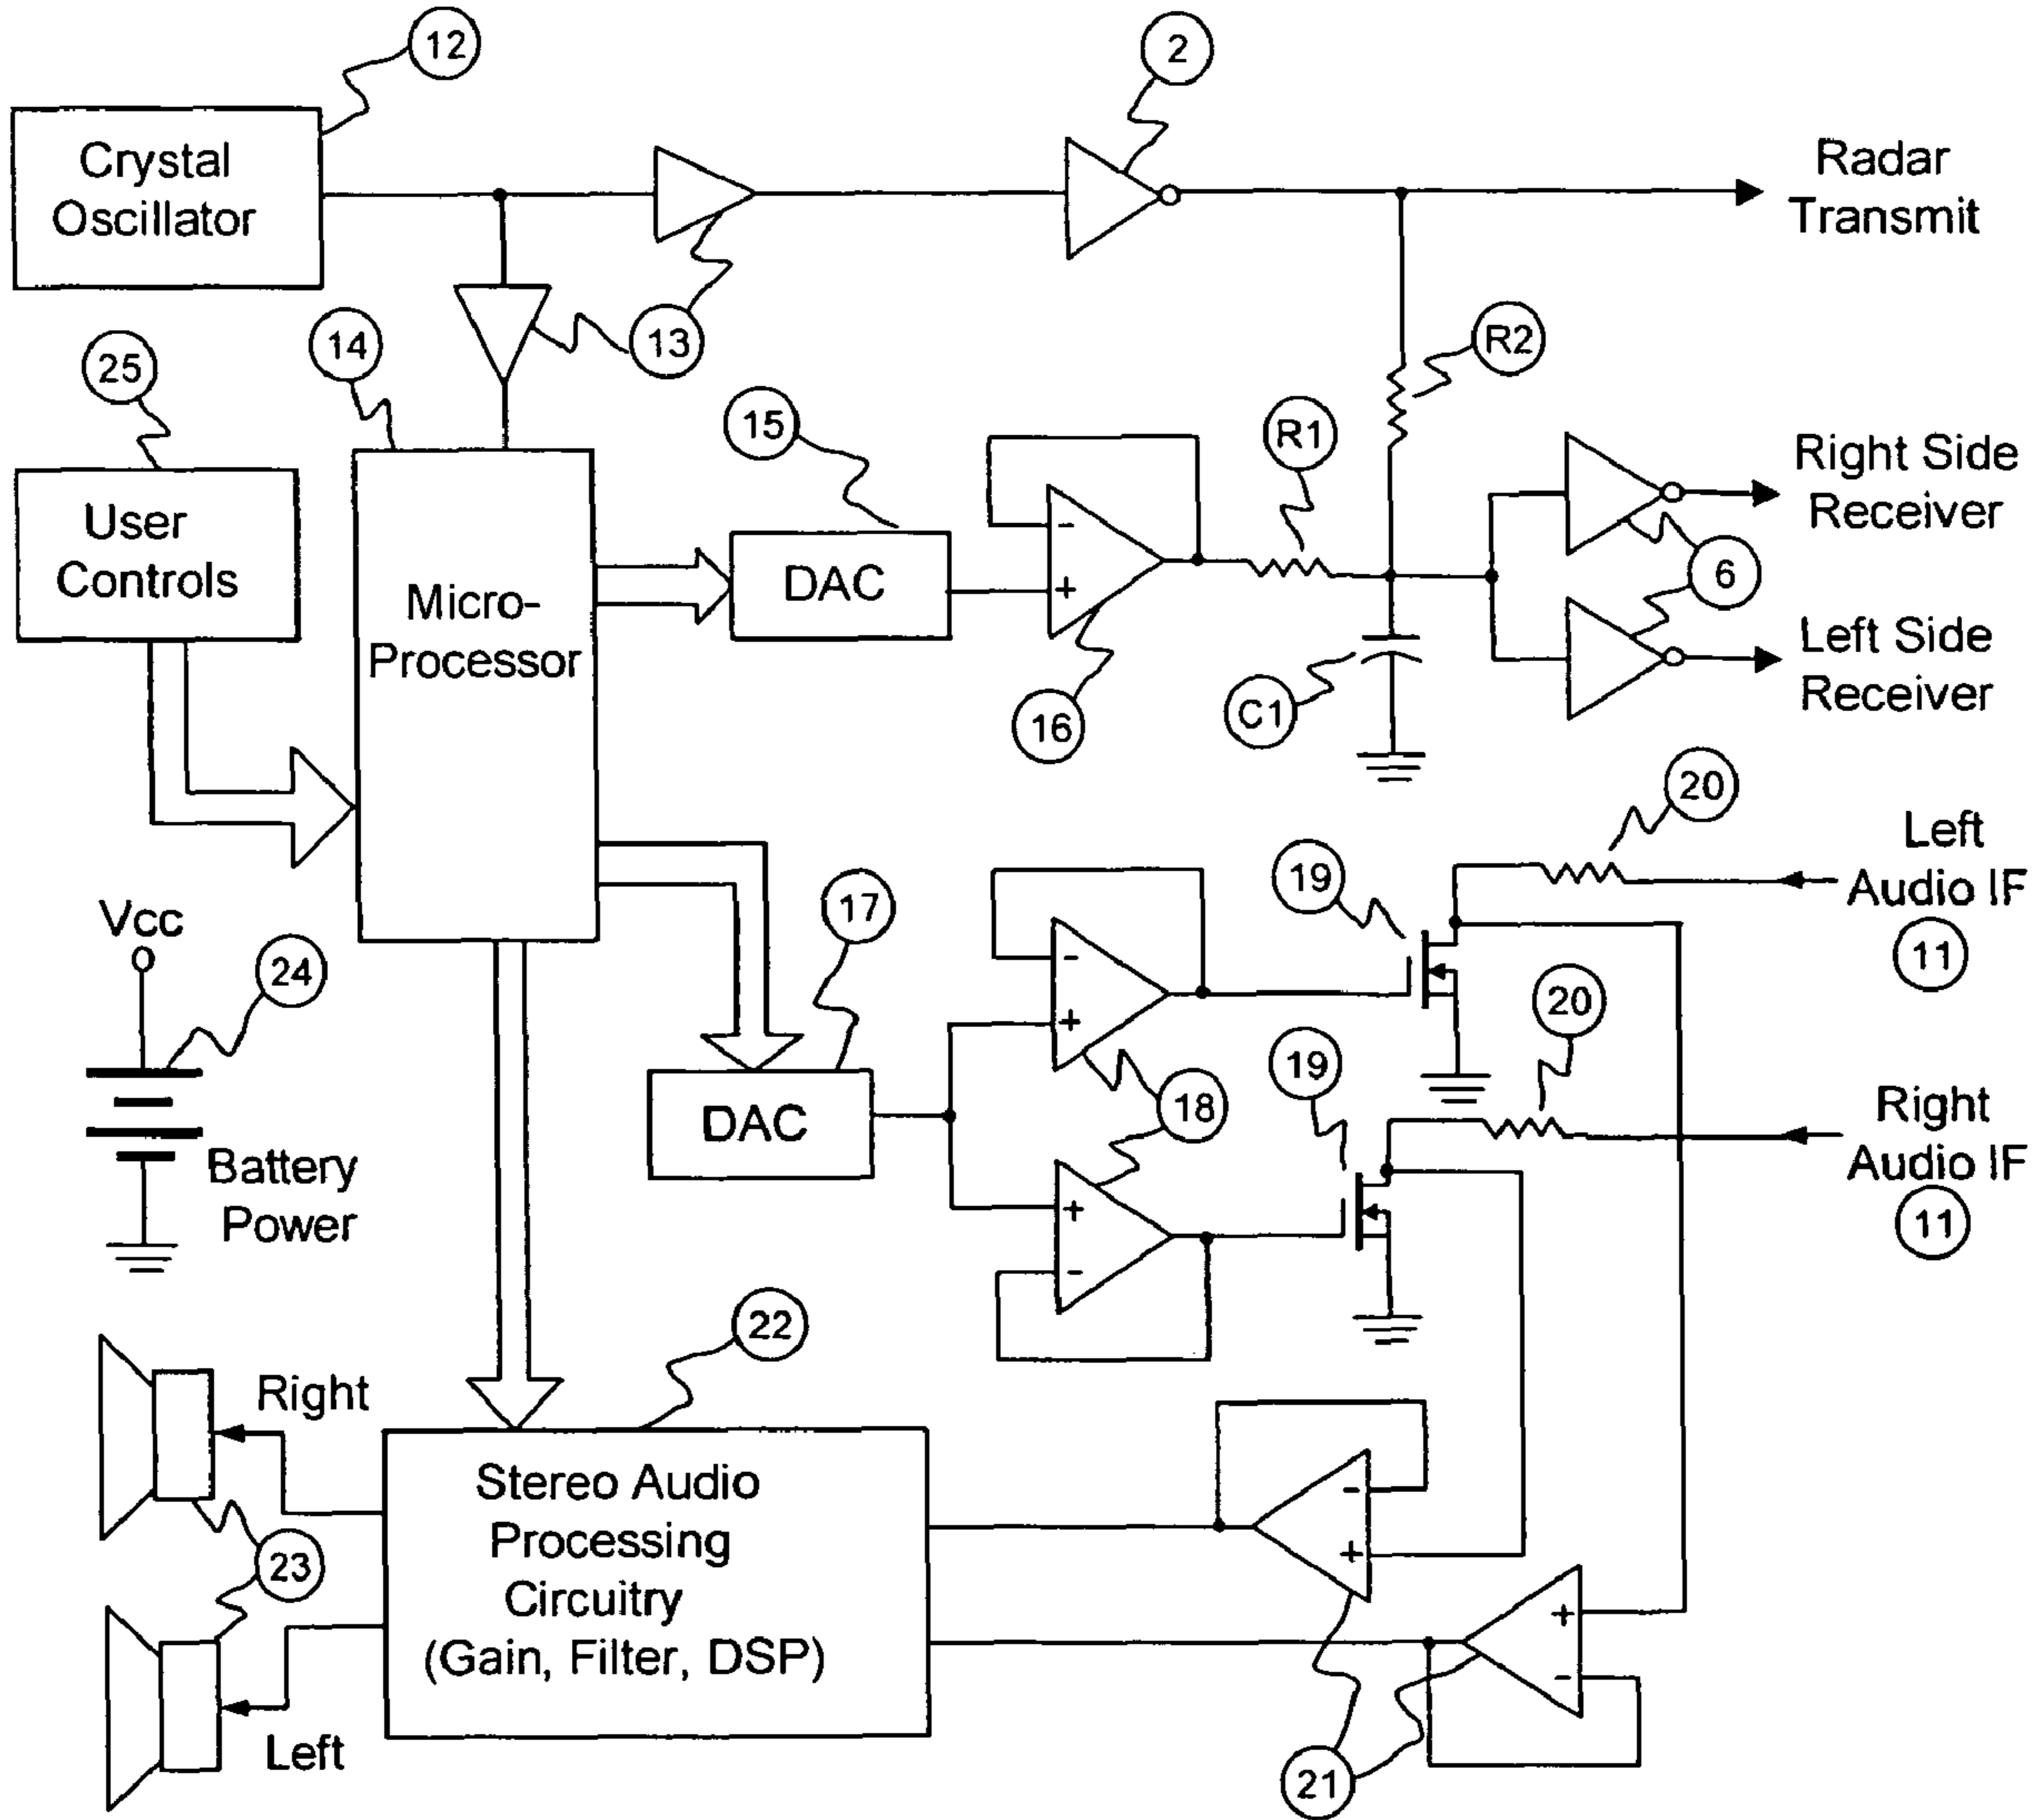 12
2
Crystal
Oscillator
Radar
Transmit
13
14
25
R2
15
R1
User
Controls
Micro-
Processor
DAC
-
+
16
C1
Right Side
Receiver
6
Left Side
Receiver
20
Left
Audio IF
11
19
17
Vcc
24
-
+
20
19
18
DAC
Right
Audio IF
11
Battery
Power
+
-
22
Right
Stereo Audio
Processing
Circuitry
(Gain, Filter, DSP)
-
+
23
+
-
Left
21